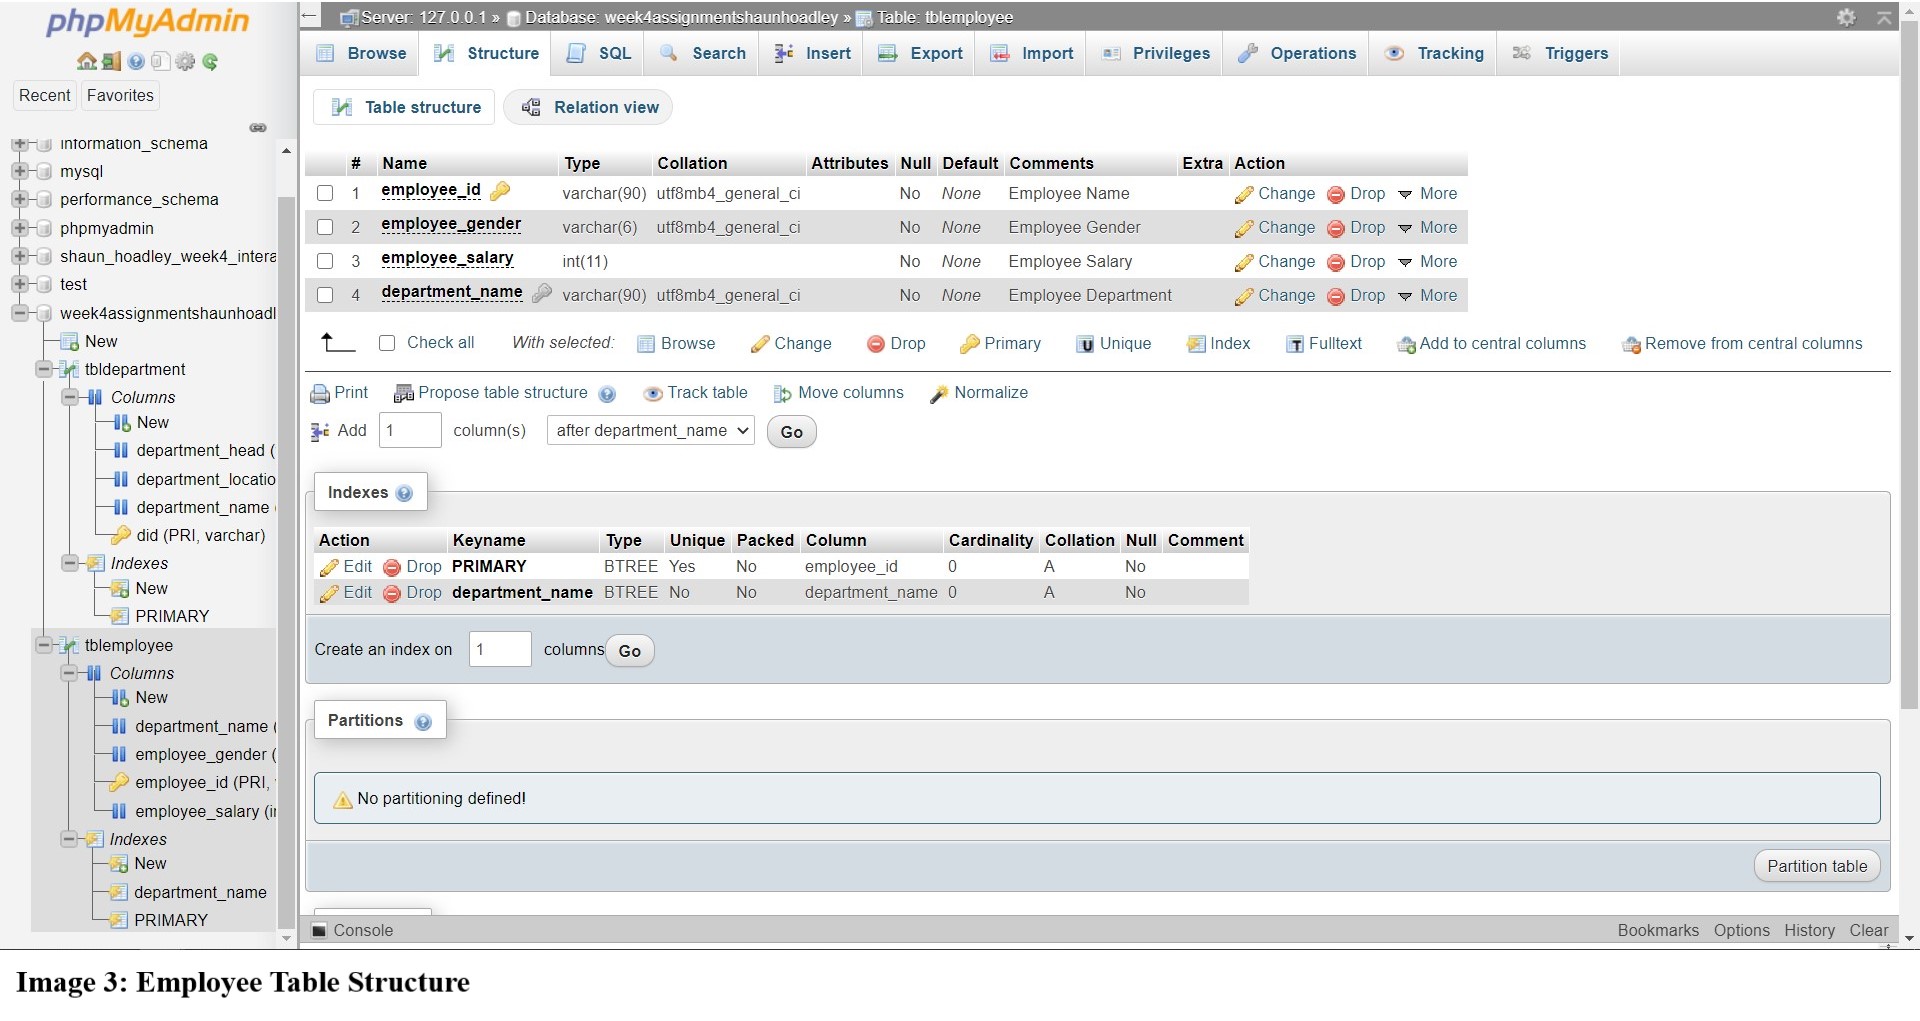 phpMyAdmin
Recent Favorites
information_schema
mysql
performance_schema
phpmyadmin
shaun_hoadley_week4_intera
test
week4assignmentshaunhoadl
New
tbldepartment
Columns
New
department_head (
department_locatio
department_name
did (PRI, varchar)
Indexes
New
PRIMARY
tblemployee
Columns
New
department_name (
employee_gender (
employee_id (PRI,
employee_salary (i
Indexes
New
department_name
PRIMARY
Server: 127.0.0.1 » Database: week4assignmentshaunhoadley » Table: tblemployee
Browse Structure SQL Search Insert Export Import Privileges Operations Tracking Triggers
Table structure Relation view
# Name Type Collation Attributes Null Default Comments Extra Action
1 employee_id varchar(90) utf8mb4_general_ci No None Employee Name Change Drop More
2 employee_gender varchar(6) utf8mb4_general_ci No None Employee Gender Change Drop More
3 employee_salary int(11) No None Employee Salary Change Drop More
4 department_name varchar(90) utf8mb4_general_ci No None Employee Department Change Drop More
Check all With selected: Browse Change Drop Primary Unique Index Fulltext Add to central columns Remove from central columns
Print Propose table structure Track table Move columns Normalize
Add 1 column(s) after department_name Go
Indexes
Action Keyname Type Unique Packed Column Cardinality Collation Null Comment
Edit Drop PRIMARY BTREE Yes No employee_id 0 A No
Edit Drop department_name BTREE No No department_name 0 A No
Create an index on 1 columns Go
Partitions
No partitioning defined!
Partition table
Console Bookmarks Options History Clear
Image 3: Employee Table Structure